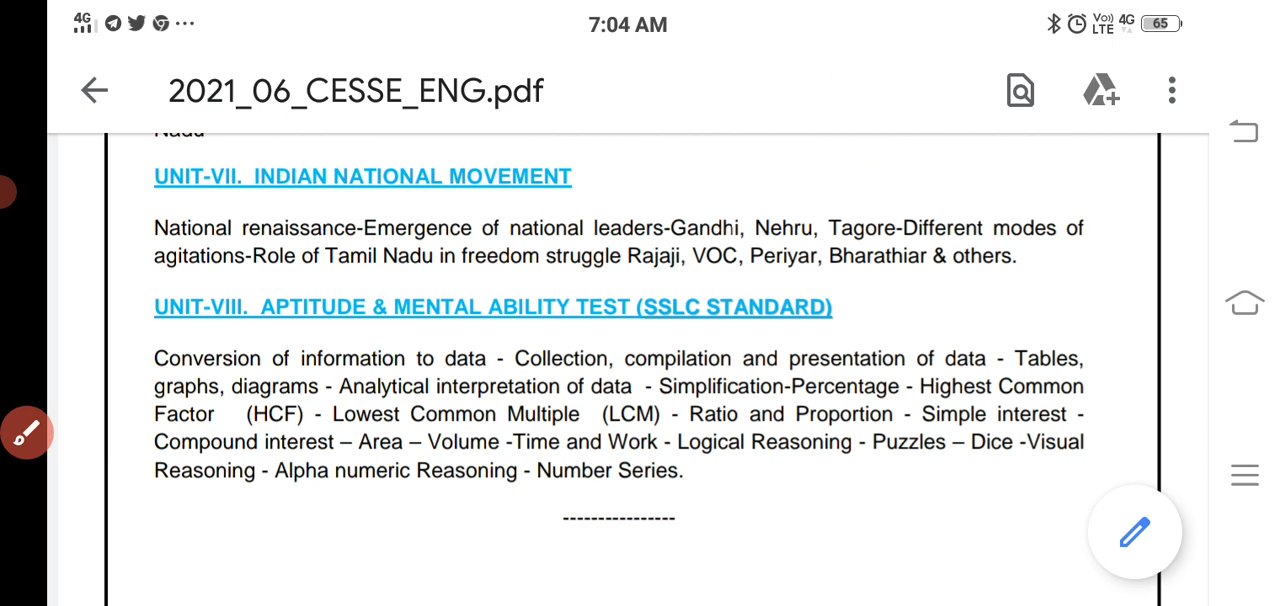 4G 7:04 AM Vo) LTE 4G 65
2021_06_CESSE_ENG.pdf
Nadu
UNIT-VII. INDIAN NATIONAL MOVEMENT
National renaissance-Emergence of national leaders-Gandhi, Nehru, Tagore-Different modes of
agitations-Role of Tamil Nadu in freedom struggle Rajaji, VOC, Periyar, Bharathiar & others.
UNIT-VIII. APTITUDE & MENTAL ABILITY TEST (SSLC STANDARD)
Conversion of information to data - Collection, compilation and presentation of data - Tables,
graphs, diagrams - Analytical interpretation of data - Simplification-Percentage - Highest Common
Factor (HCF) - Lowest Common Multiple (LCM) - Ratio and Proportion - Simple interest -
Compound interest – Area – Volume -Time and Work - Logical Reasoning - Puzzles – Dice -Visual
Reasoning - Alpha numeric Reasoning - Number Series.
----------------